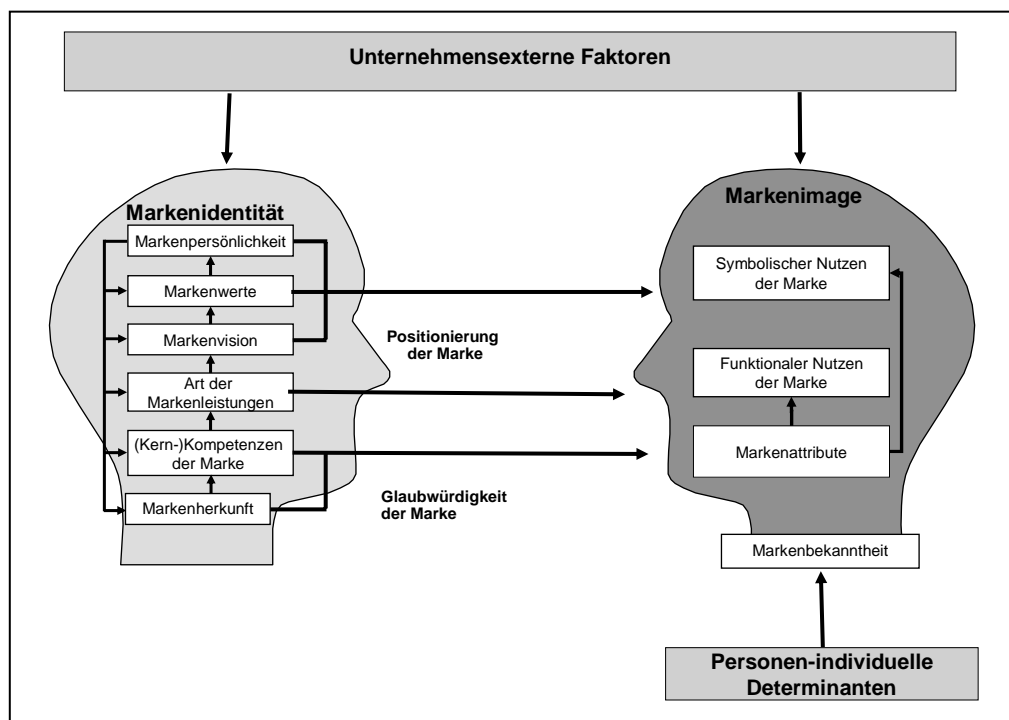 Unternehmensexterne Faktoren
Markenidentität
Markenpersönlichkeit
Markenwerte
Markenvision
Art der
Markenleistungen
(Kern-)Kompetenzen
der Marke
Markenherkunft
Positionierung
der Marke
Glaubwürdigkeit
der Marke
Markenimage
Symbolischer Nutzen
der Marke
Funktionaler Nutzen
der Marke
Markenattribute
Markenbekanntheit
Personen-individuelle
Determinanten